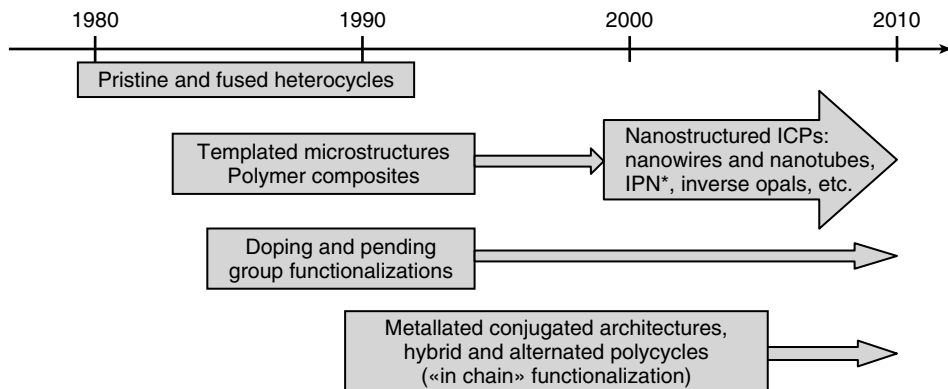 1980 1990 2000 2010
Pristine and fused heterocycles
Templated microstructures
Polymer composites
Nanostructured ICPs:
nanowires and nanotubes,
IPN*, inverse opals, etc.
Doping and pending
group functionalizations
Metallated conjugated architectures,
hybrid and alternated polycycles
(«in chain» functionalization)